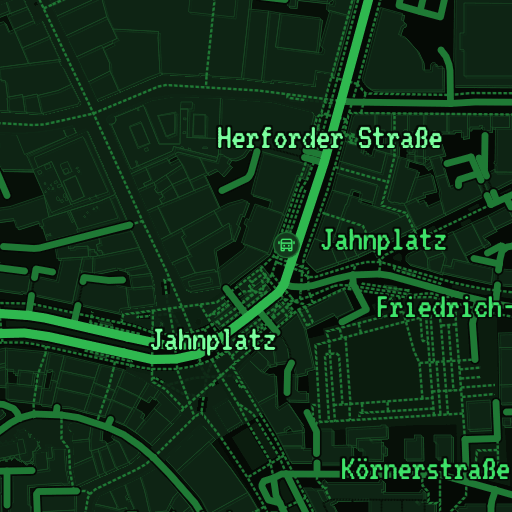 Herforder Straße
Jahnplatz
Friedrich-
Jahnplatz
Körnerstraße